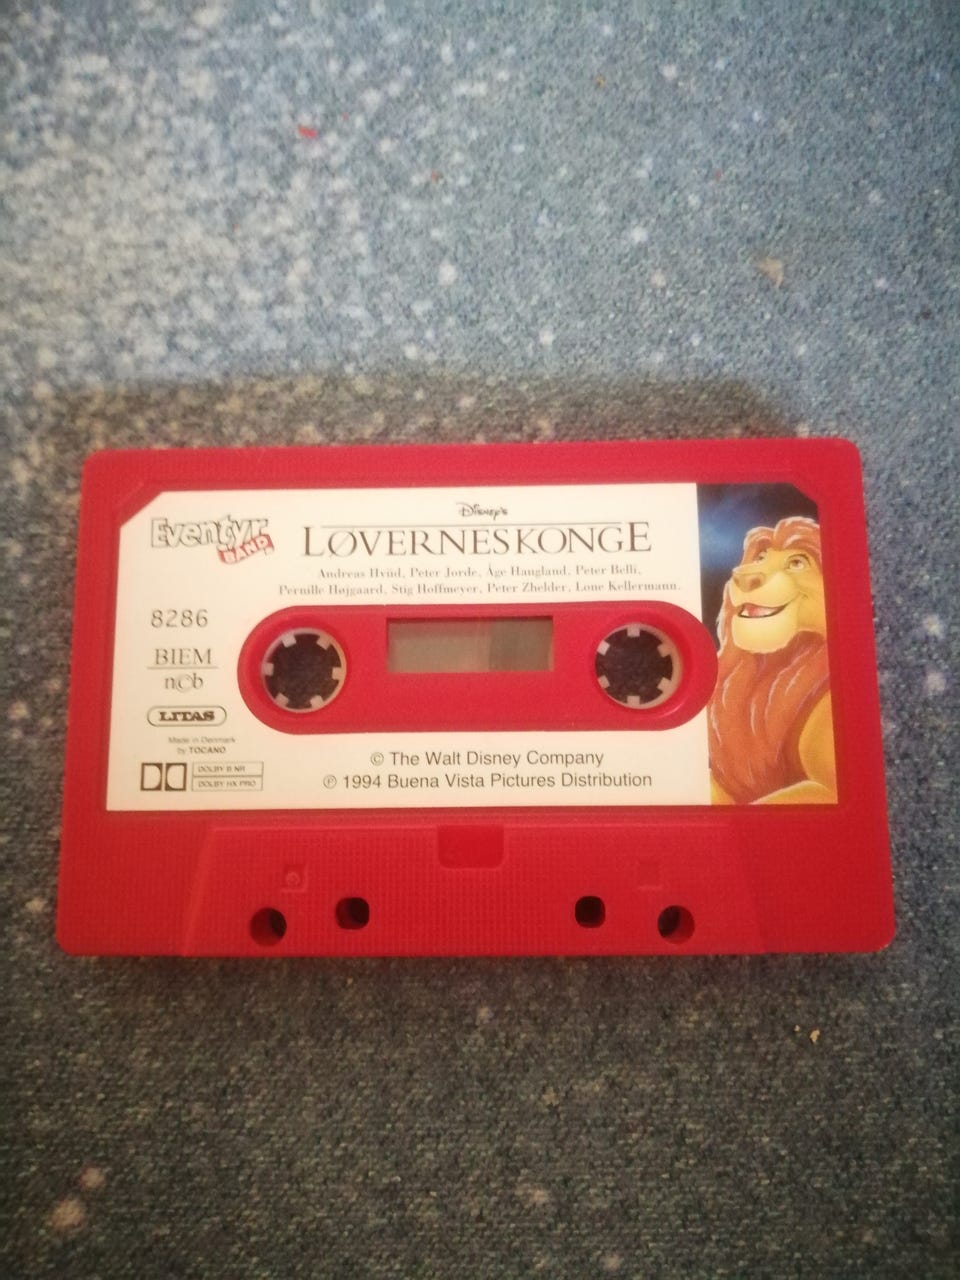 Eventyr
BAND
Disney's
LØVERNES KONGE
Andreas Hviid, Peter Jorde, Åge Haugland, Peter Belli,
Pernille Højgaard, Stig Hoffmeyer, Peter Zhelder, Lone Kellermann.
8286
BIEM
n©b
LITAS
Made in Denmark
by TOCANO
DOLBY B NR
DOLBY HX PRO
© The Walt Disney Company
℗ 1994 Buena Vista Pictures Distribution